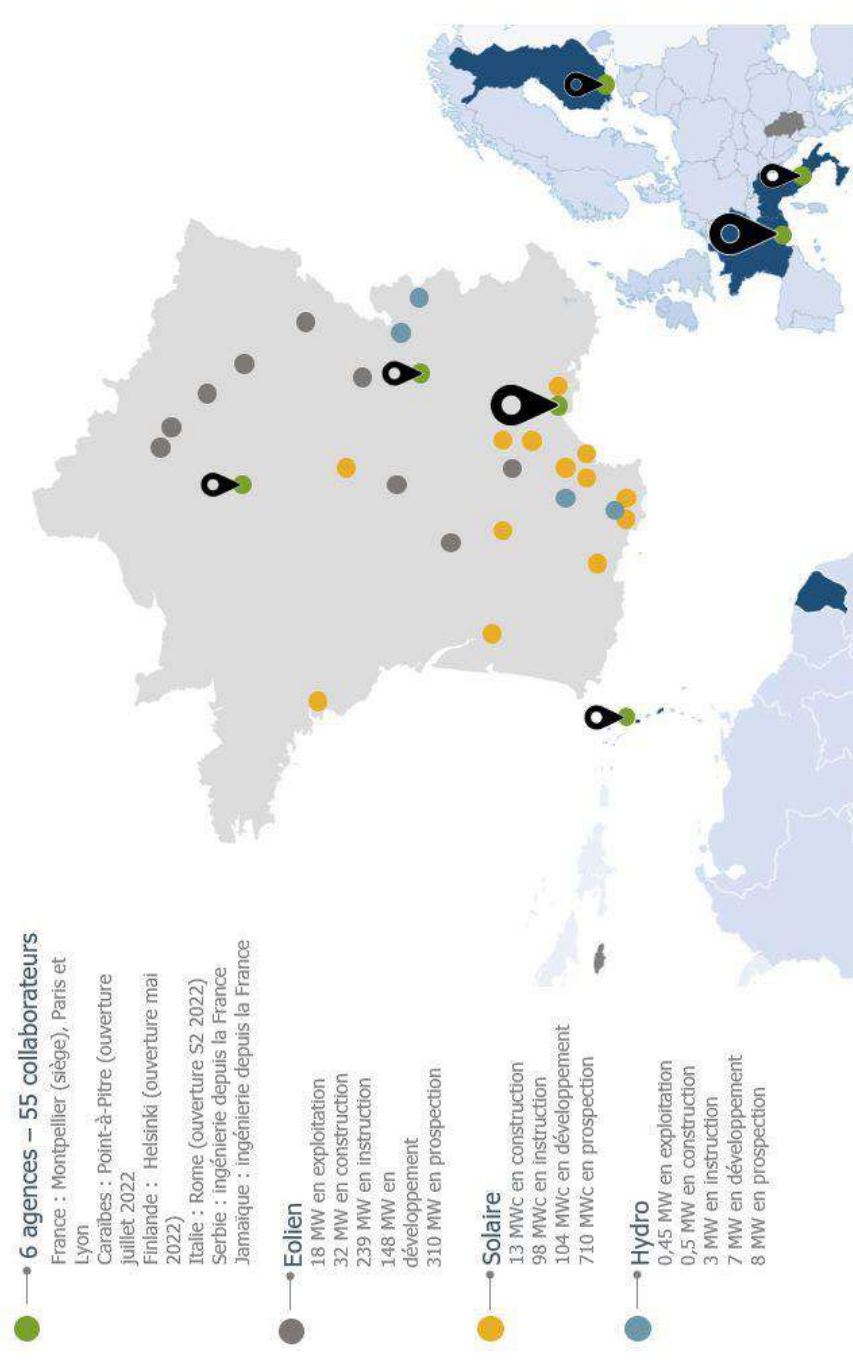 6 agences – 55 collaborateurs
France : Montpellier (siège), Paris et
Lyon
Caraïbes : Point-à-Pitre (ouverture
juillet 2022
Finlande : Helsinki (ouverture mai
2022)
Italie : Rome (ouverture S2 2022)
Serbie : ingénierie depuis la France
Jamaïque : ingénierie depuis la France
Eolien
18 MW en exploitation
32 MW en construction
239 MW en instruction
148 MW en
développement
310 MW en prospection
Solaire
13 MWc en construction
98 MWc en instruction
104 MWc en développement
710 MWc en prospection
Hydro
0,45 MW en exploitation
0,5 MW en construction
3 MW en instruction
7 MW en développement
8 MW en prospection